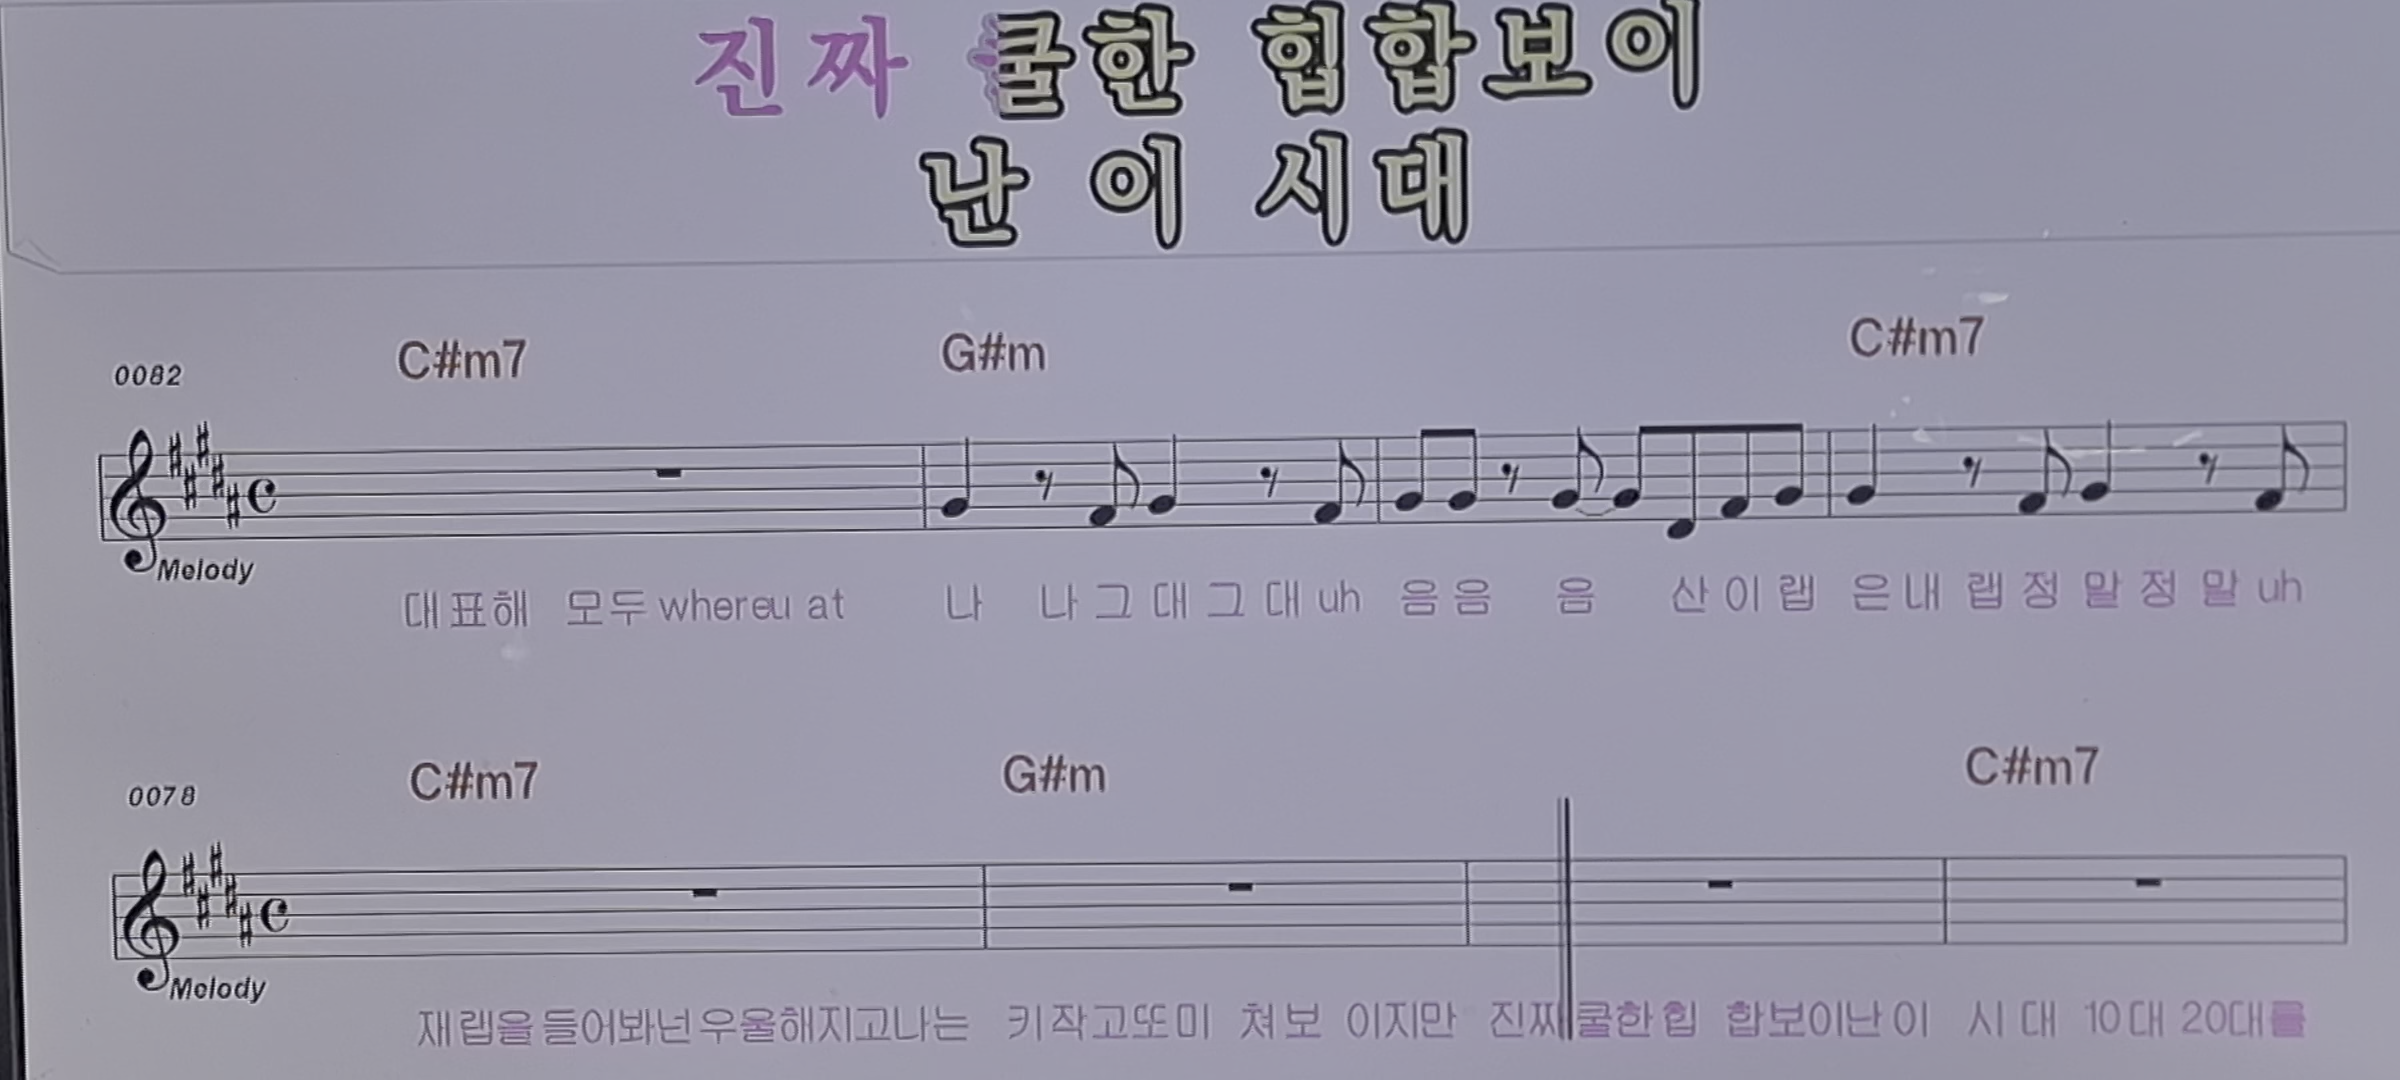 진짜 쿨한 힙합보이
난 이 시대
C#m7 G#m C#m7
0082
Melody
대표해 모두 whereu at 나 나그대그대uh 음음 음 산이랩 은내 랩정말정말uh
C#m7 G#m C#m7
0078
Melody
재랩을들어봐넌우울해지고나는 키작고또미 쳐보 이지만 진짜쿨한힙 합보이난이 시대 10대 20대를